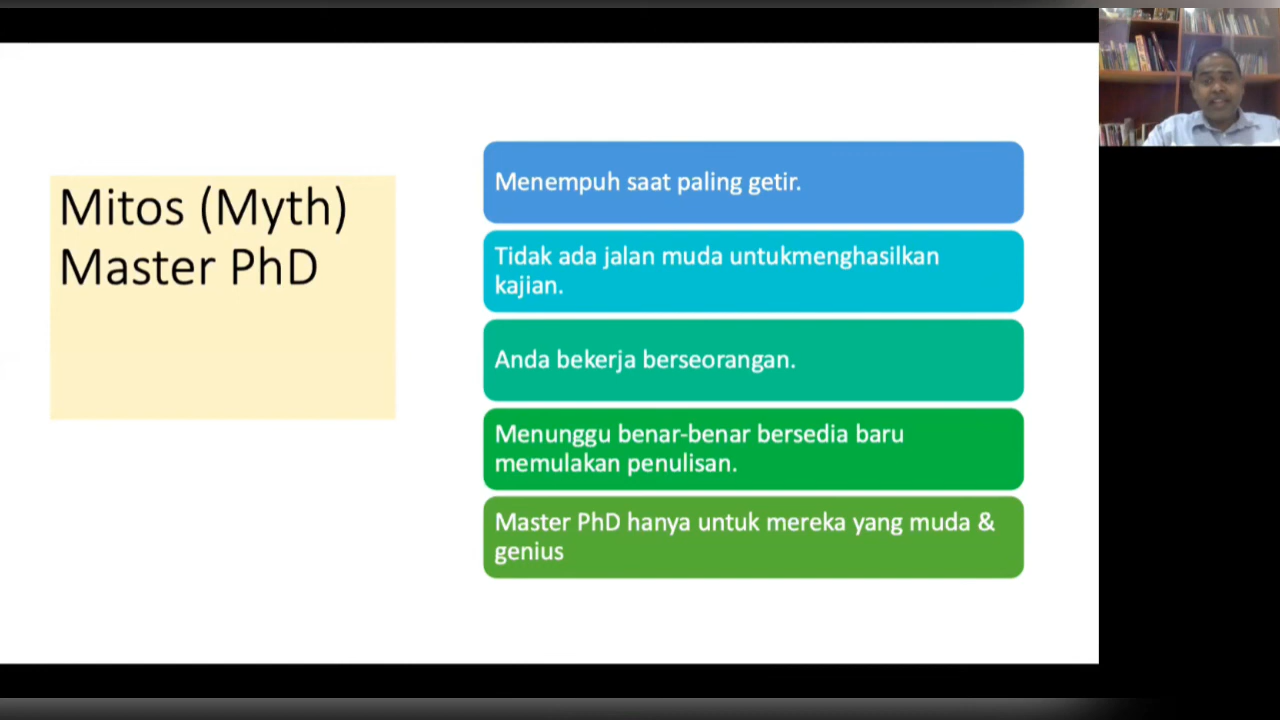 Mitos (Myth)
Master PhD
Menempuh saat paling getir.
Tidak ada jalan muda untukmenghasilkan
kajian.
Anda bekerja berseorangan.
Menunggu benar-benar bersedia baru
memulakan penulisan.
Master PhD hanya untuk mereka yang muda &
genius